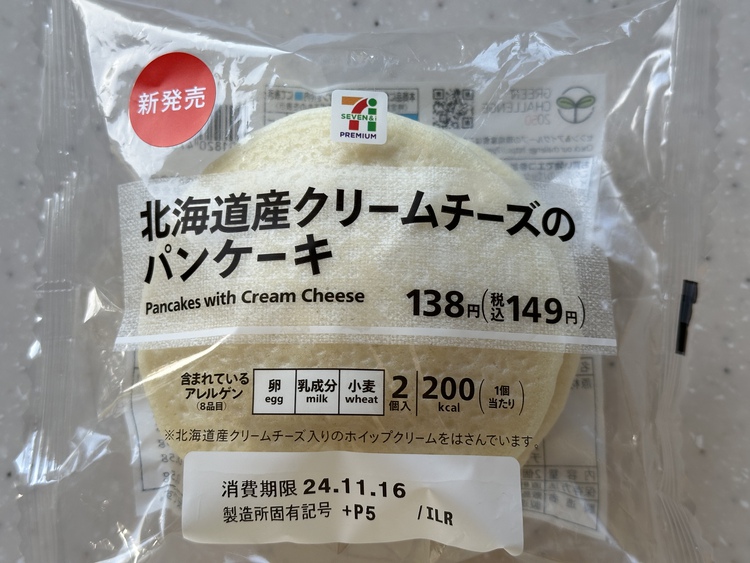 新発売
SEVEN&i
PREMIUM
GREEN
CHALLENGE
北海道産クリームチーズの
パンケーキ
Pancakes with Cream Cheese
138円(税込149円)
含まれている
アレルゲン
(8品目)
卵 乳成分 小麦
egg milk wheat
2個入
200kcal
(1個当たり)
※北海道産クリームチーズ入りのホイップクリームをはさんでいます。
消費期限 24.11.16
製造所固有記号 +P5 /ILR